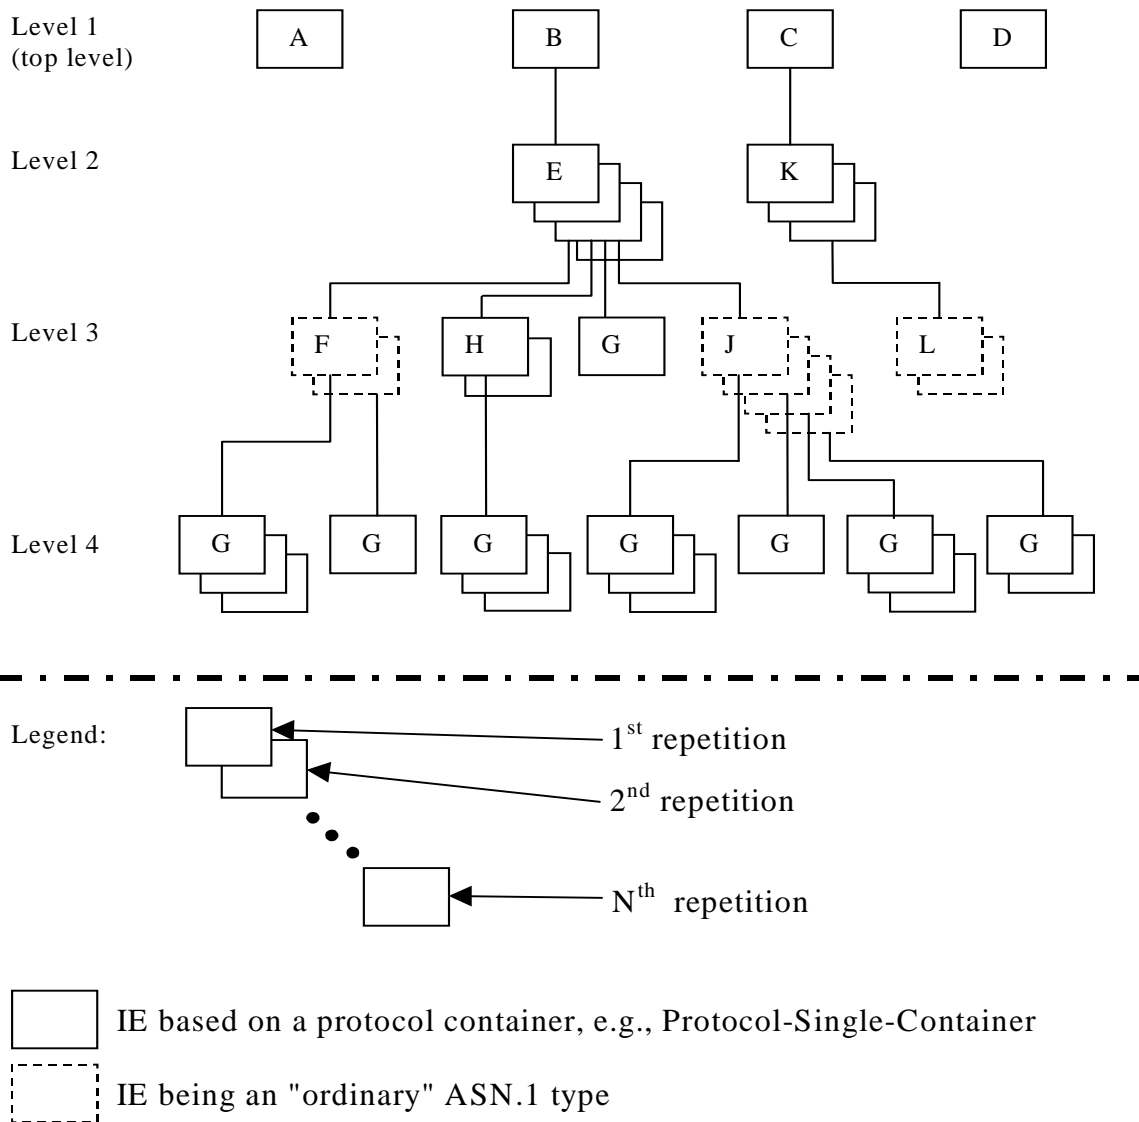 Level 1
(top level)
A B C D
Level 2
E K
Level 3
F H G J L
Level 4
G G G G G G G
Legend:
1st repetition
2nd repetition
Nth repetition
IE based on a protocol container, e.g., Protocol-Single-Container
IE being an "ordinary" ASN.1 type